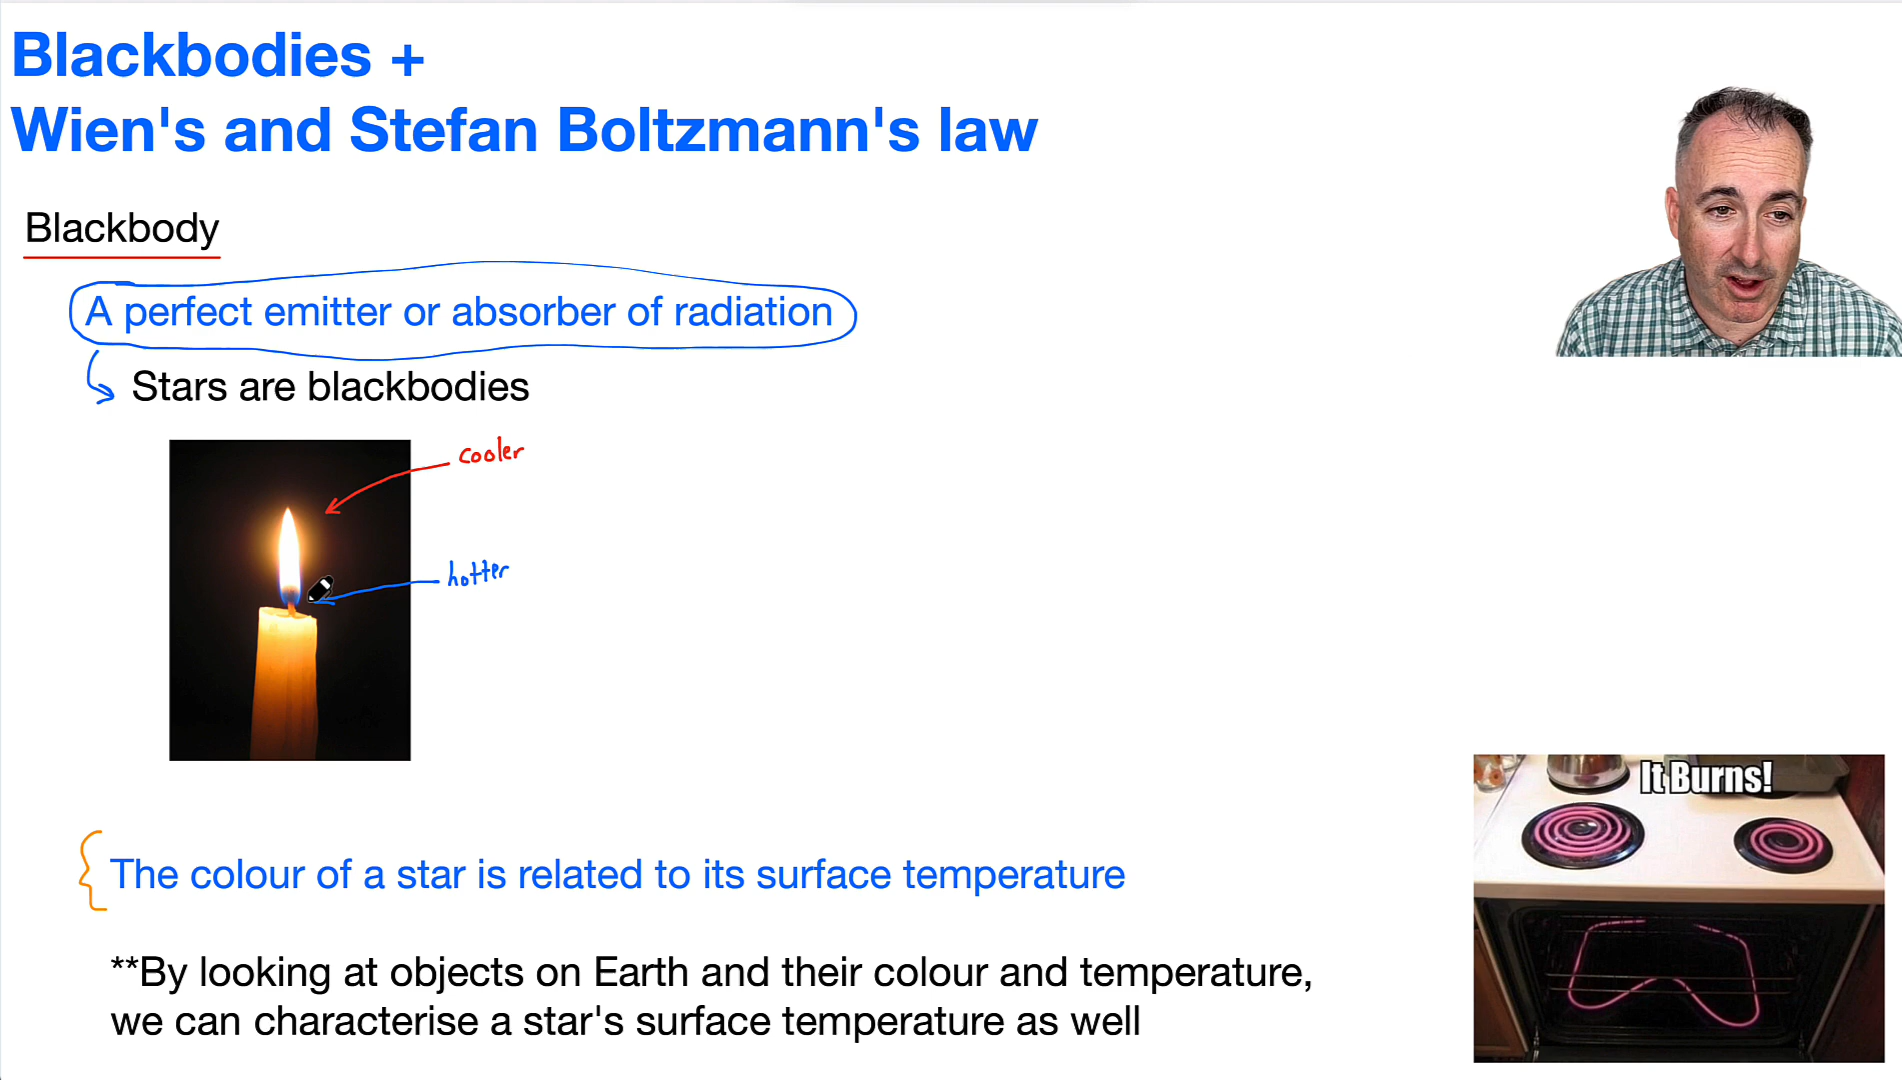 Blackbodies +
Wien's and Stefan Boltzmann's law
Blackbody
A perfect emitter or absorber of radiation
Stars are blackbodies
cooler
hotter
It Burns!
The colour of a star is related to its surface temperature
**By looking at objects on Earth and their colour and temperature,
we can characterise a star's surface temperature as well